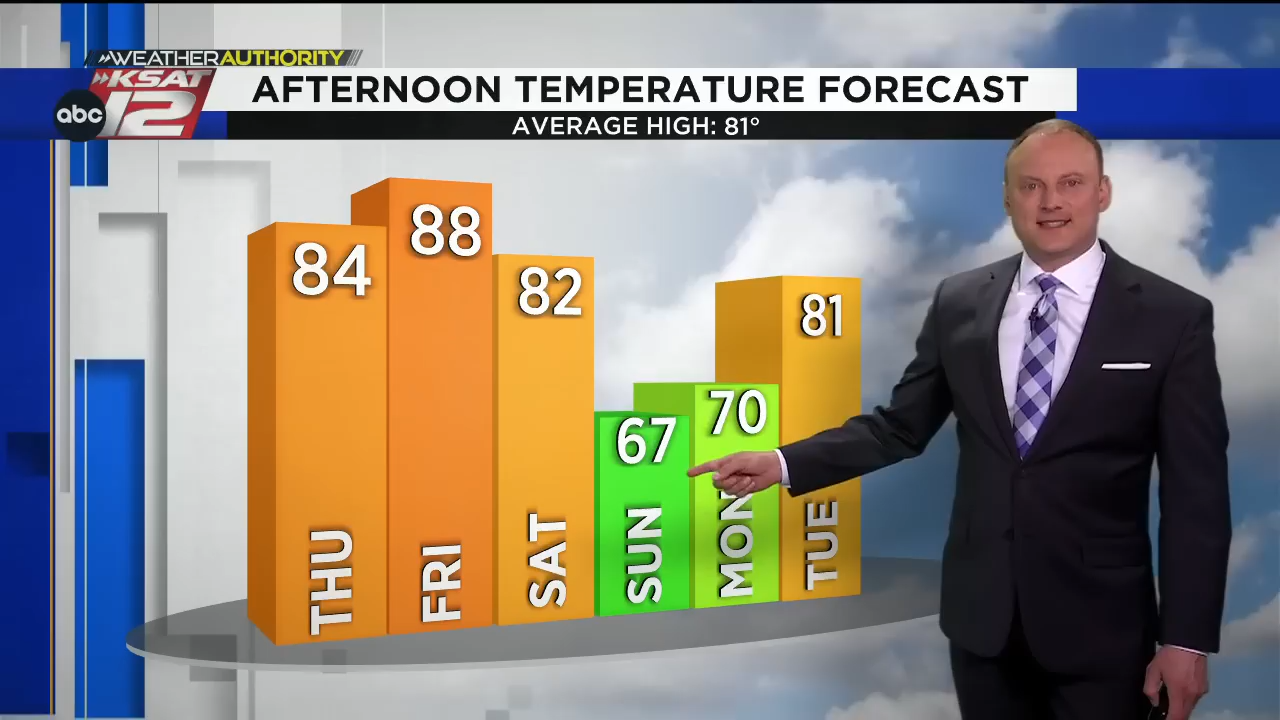 WEATHERAUTHORITY
KSAT
abc
12
AFTERNOON TEMPERATURE FORECAST
AVERAGE HIGH: 81°
84
88
82
67
70
81
THU
FRI
SAT
SUN
MON
TUE